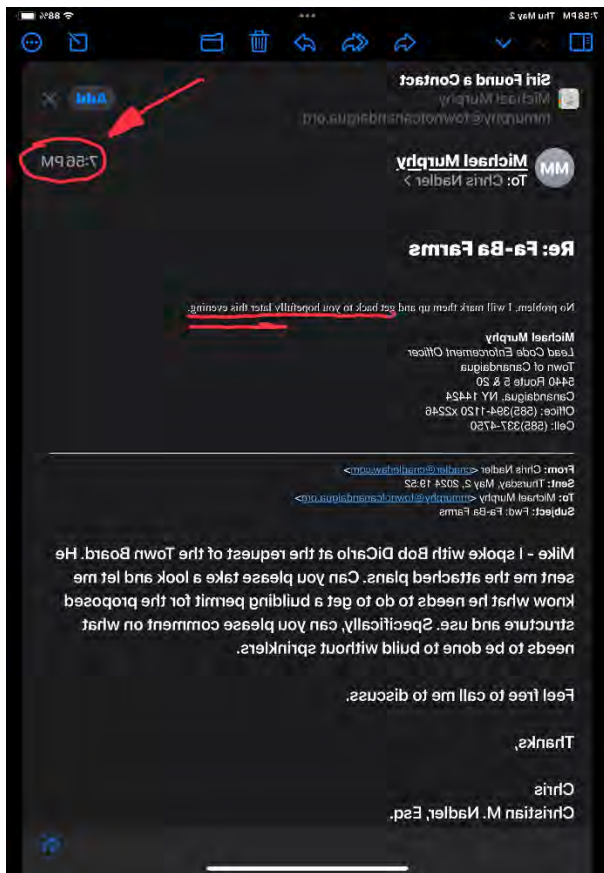 7:58 PM Thu May 2
88%
Siri Found a Contact
Michael Murphy
mmurphy@townofcanandaigua.org
Add
MM
Michael Murphy
To: Chris Nadler >
7:56 PM
Re: Fa-Ba Farms
No problem, I will mark them up and get back to you hopefully later this evening.
Michael Murphy
Lead Code Enforcement Officer
Town of Canandaigua
5440 Route 5 & 20
Canandaigua, NY 14424
Office: (585)394-1120 x2246
Cell: (585)337-4750
From: Chris Nadler <cnadler@cnadlerlaw.com>
Sent: Thursday, May 2, 2024 19:52
To: Michael Murphy <mmurphy@townofcanandaigua.org>
Subject: Fwd: Fa-Ba Farms
Mike - I spoke with Bob DiCarlo at the request of the Town Board. He
sent me the attached plans. Can you please take a look and let me
know what he needs to do to get a building permit for the proposed
structure and use. Specifically, can you please comment on what
needs to be done to build without sprinklers.
Feel free to call me to discuss.
Thanks,
Chris
Christian M. Nadler, Esq.